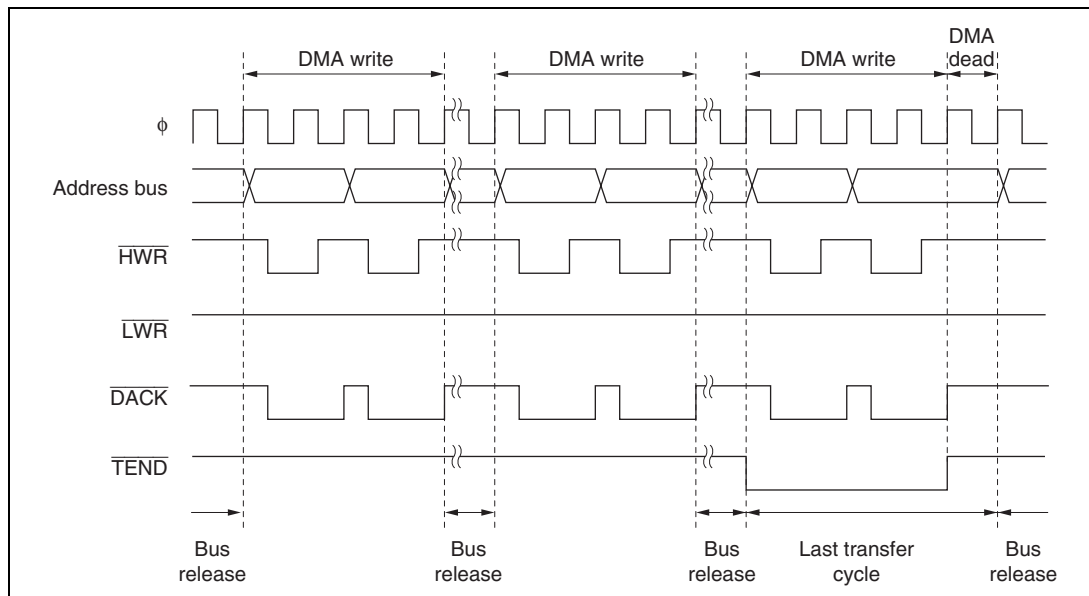 DMA
DMA write DMA write DMA write dead
ϕ
Address bus
HWR
LWR
DACK
TEND
Bus release
Bus release
Bus release
Last transfer cycle
Bus release